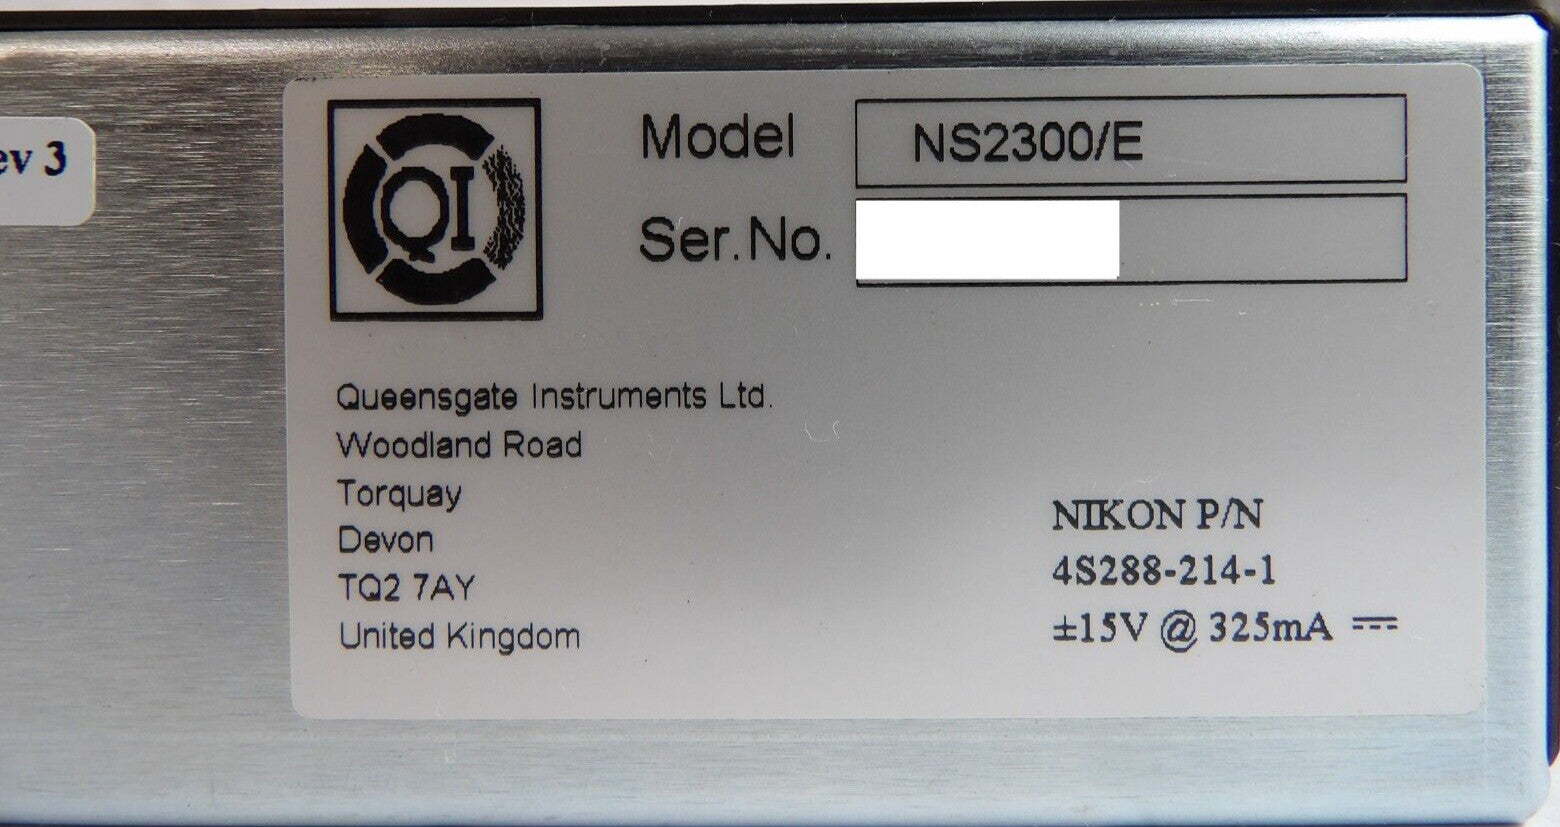 ev 3
QI
Model NS2300/E
Ser.No.
Queensgate Instruments Ltd.
Woodland Road
Torquay
Devon
TQ2 7AY
United Kingdom
NIKON P/N
4S288-214-1
±15V @ 325mA ⎓